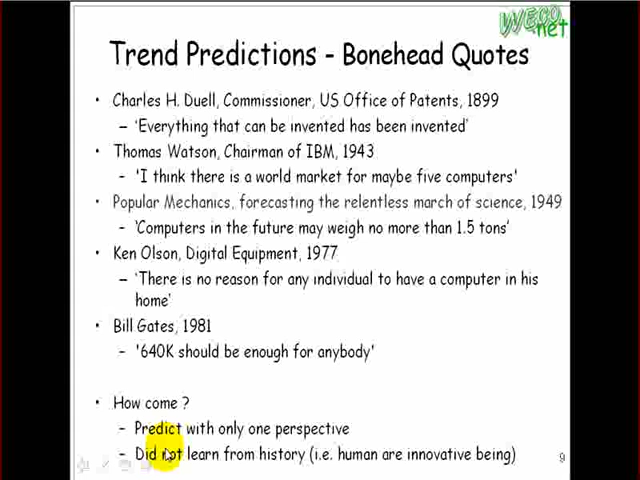 WECO
.net
Trend Predictions - Bonehead Quotes
• Charles H. Duell, Commissioner, US Office of Patents, 1899
– 'Everything that can be invented has been invented'
• Thomas Watson, Chairman of IBM, 1943
– 'I think there is a world market for maybe five computers'
• Popular Mechanics, forecasting the relentless march of science, 1949
– 'Computers in the future may weigh no more than 1.5 tons'
• Ken Olson, Digital Equipment, 1977
– 'There is no reason for any individual to have a computer in his
home'
• Bill Gates, 1981
– '640K should be enough for anybody'
• How come ?
– Predict with only one perspective
– Did not learn from history (i.e. human are innovative being)
9